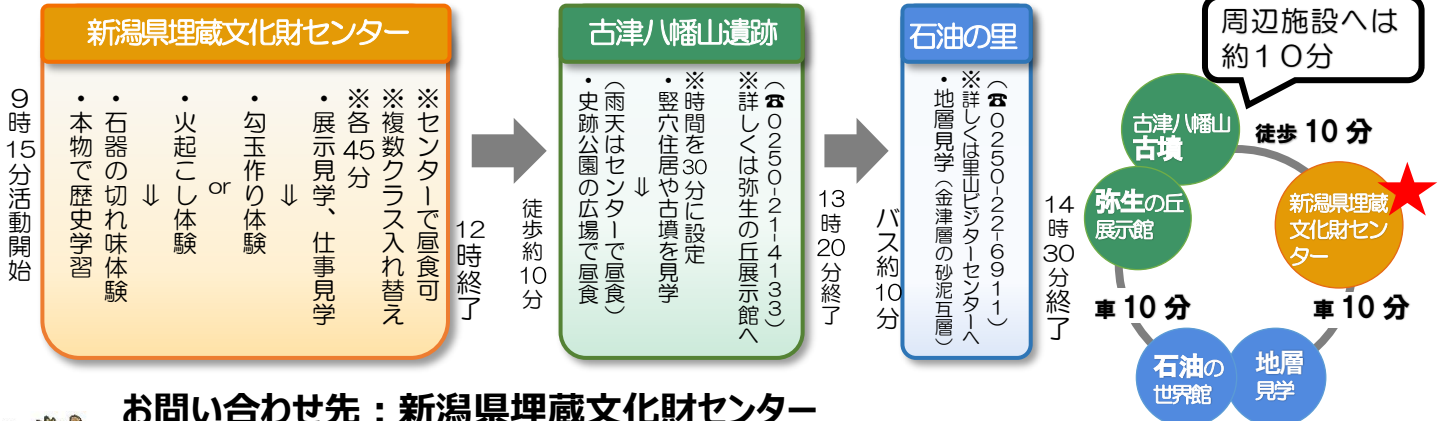 新潟県埋蔵文化財センター
9時15分活動開始
・本物で歴史学習
・石器の切れ味体験
⇓
・火起こし体験
or
・勾玉作り体験
⇓
・展示見学、仕事見学
※各45分
※複数クラス入れ替え
※センターで昼食可
12時終了
徒歩約10分
古津八幡山遺跡
・史跡公園の広場で昼食
(雨天はセンターで昼食)
⇓
・竪穴住居や古墳を見学
※時間を30分に設定
※詳しくは弥生の丘展示館へ
(☎0250-21-4133)
13時20分終了
バス約10分
石油の里
・地層見学(金津層の砂泥互層)
※詳しくは里山ビジターセンターへ
(☎0250-22-6911)
14時30分終了
周辺施設へは
約10分
古津八幡山
古墳
徒歩 10 分
弥生の丘
展示館
新潟県埋蔵
文化財セン
ター
車 10 分
車 10 分
石油の
世界館
地層
見学
お問い合わせ先：新潟県埋蔵文化財センター